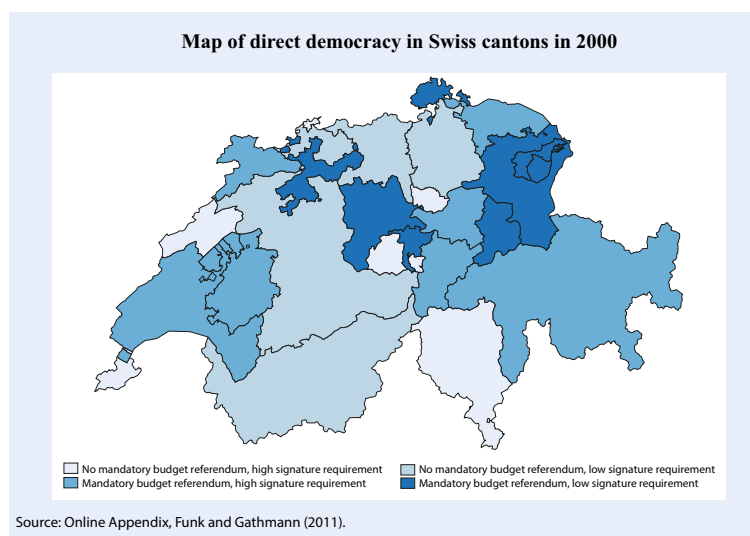 Map of direct democracy in Swiss cantons in 2000
No mandatory budget referendum, high signature requirement
No mandatory budget referendum, low signature requirement
Mandatory budget referendum, high signature requirement
Mandatory budget referendum, low signature requirement
Source: Online Appendix, Funk and Gathmann (2011).